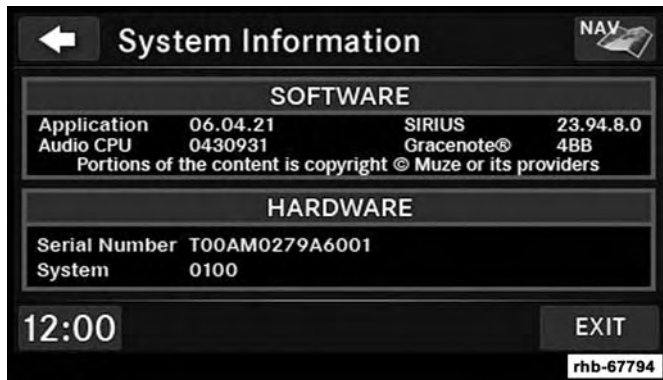 System Information
NAV
SOFTWARE
Application 06.04.21 SIRIUS 23.94.8.0
Audio CPU 0430931 Gracenote® 4BB
Portions of the content is copyright © Muze or its providers
HARDWARE
Serial Number T00AM0279A6001
System 0100
12:00 EXIT
rhb-67794